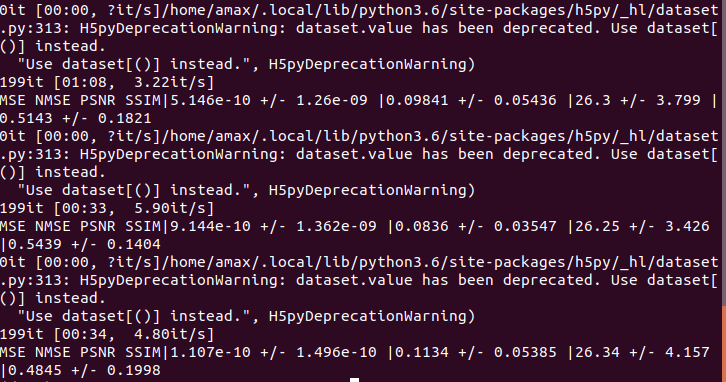 0it [00:00, ?it/s]/home/amax/.local/lib/python3.6/site-packages/h5py/_hl/dataset
.py:313: H5pyDeprecationWarning: dataset.value has been deprecated. Use dataset[
()] instead.
  "Use dataset[()] instead.", H5pyDeprecationWarning)
199it [01:08,  3.22it/s]
MSE NMSE PSNR SSIM|5.146e-10 +/- 1.26e-09 |0.09841 +/- 0.05436 |26.3 +/- 3.799 |
0.5143 +/- 0.1821
0it [00:00, ?it/s]/home/amax/.local/lib/python3.6/site-packages/h5py/_hl/dataset
.py:313: H5pyDeprecationWarning: dataset.value has been deprecated. Use dataset[
()] instead.
  "Use dataset[()] instead.", H5pyDeprecationWarning)
199it [00:33,  5.90it/s]
MSE NMSE PSNR SSIM|9.144e-10 +/- 1.362e-09 |0.0836 +/- 0.03547 |26.25 +/- 3.426 
|0.5439 +/- 0.1404
0it [00:00, ?it/s]/home/amax/.local/lib/python3.6/site-packages/h5py/_hl/dataset
.py:313: H5pyDeprecationWarning: dataset.value has been deprecated. Use dataset[
()] instead.
  "Use dataset[()] instead.", H5pyDeprecationWarning)
199it [00:34,  4.80it/s]
MSE NMSE PSNR SSIM|1.107e-10 +/- 1.496e-10 |0.1134 +/- 0.05385 |26.34 +/- 4.157 
|0.4845 +/- 0.1998